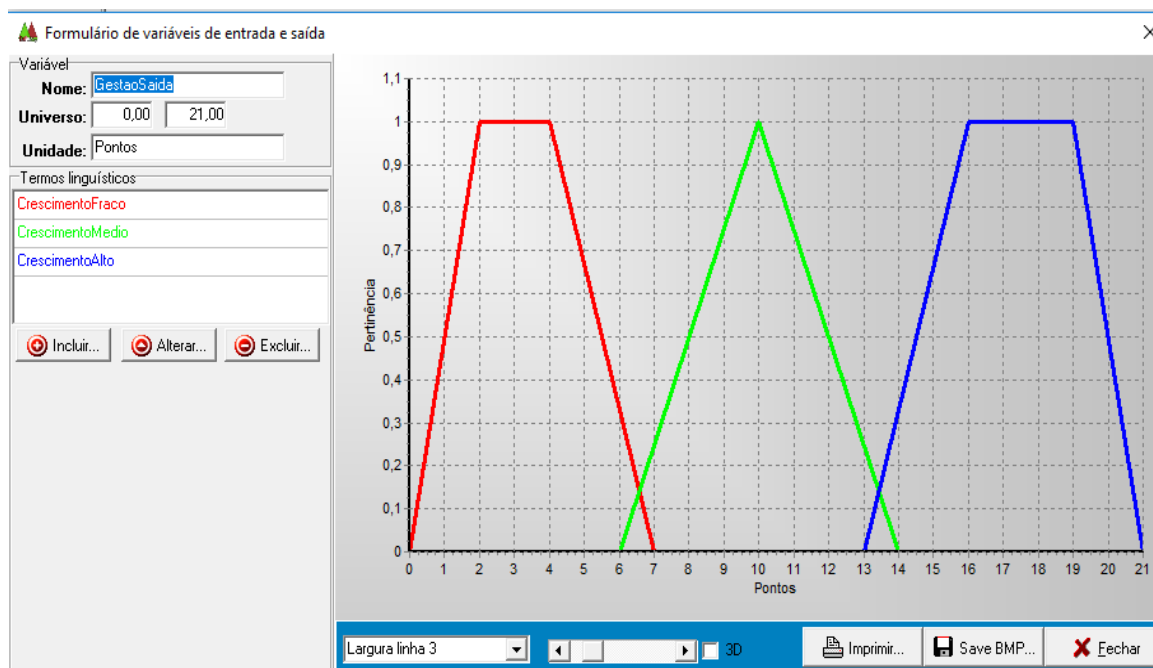 Formulário de variáveis de entrada e saída
Variável
Nome: GestaoSaida
Universo: 0,00 21,00
Unidade: Pontos
Termos linguísticos
CrescimentoFraco
CrescimentoMedio
CrescimentoAlto
Incluir... Alterar... Excluir...
1,1
1
0,9
0,8
0,7
0,6
0,5
0,4
0,3
0,2
0,1
0
Pertinência
0 1 2 3 4 5 6 7 8 9 10 11 12 13 14 15 16 17 18 19 20 21
Pontos
Largura linha 3 3D Imprimir... Save BMP... Fechar